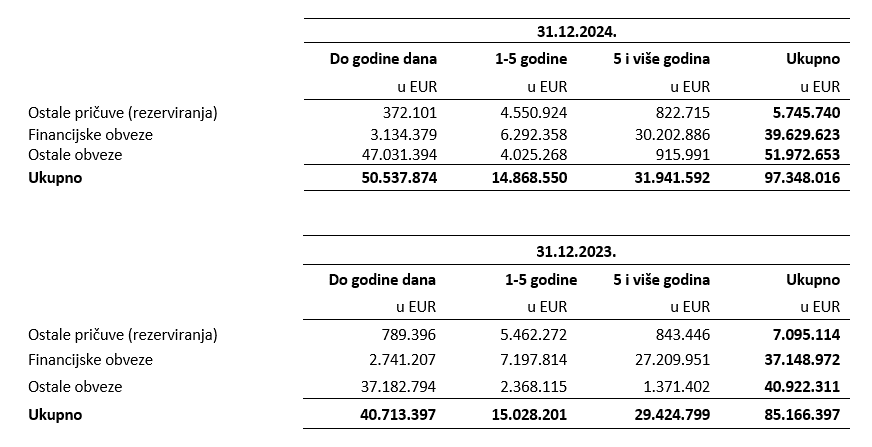 31.12.2024.
Do godine dana 1-5 godine 5 i više godina Ukupno
u EUR u EUR u EUR u EUR
Ostale pričuve (rezerviranja) 372.101 4.550.924 822.715 5.745.740
Financijske obveze 3.134.379 6.292.358 30.202.886 39.629.623
Ostale obveze 47.031.394 4.025.268 915.991 51.972.653
Ukupno 50.537.874 14.868.550 31.941.592 97.348.016
31.12.2023.
Do godine dana 1-5 godine 5 i više godina Ukupno
u EUR u EUR u EUR u EUR
Ostale pričuve (rezerviranja) 789.396 5.462.272 843.446 7.095.114
Financijske obveze 2.741.207 7.197.814 27.209.951 37.148.972
Ostale obveze 37.182.794 2.368.115 1.371.402 40.922.311
Ukupno 40.713.397 15.028.201 29.424.799 85.166.397